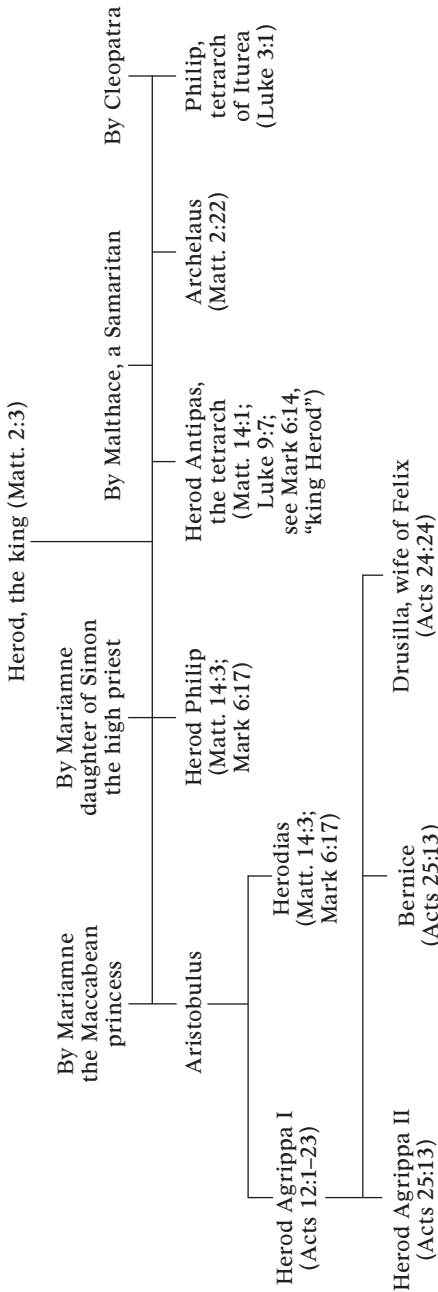 Herod, the king (Matt. 2:3)
By Mariamne
the Maccabean
princess
By Mariamne
daughter of Simon
the high priest
By Malthace, a Samaritan
By Cleopatra
Aristobulus
Herod Philip
(Matt. 14:3;
Mark 6:17)
Herod Antipas,
the tetrarch
(Matt. 14:1;
Luke 9:7;
see Mark 6:14,
“king Herod”)
Archelaus
(Matt. 2:22)
Philip,
tetrarch
of Iturea
(Luke 3:1)
Herod Agrippa I
(Acts 12:1–23)
Herodias
(Matt. 14:3;
Mark 6:17)
Herod Agrippa II
(Acts 25:13)
Bernice
(Acts 25:13)
Drusilla, wife of Felix
(Acts 24:24)